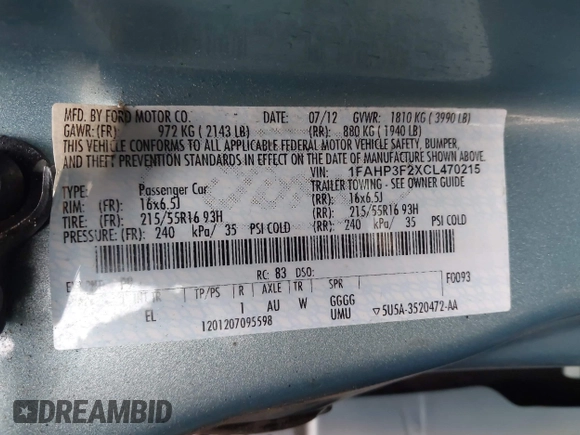 MFD. BY FORD MOTOR CO. DATE: 07/12 GVWR: 1810 KG ( 3990 LB)
GAWR: (FR) 972 KG ( 2143 LB) (RR): 880 KG ( 1940 LB)
THIS VEHICLE CONFORMS TO ALL APPLICABLE FEDERAL MOTOR VEHICLE SAFETY, BUMPER,
AND THEFT PREVENTION STANDARDS IN EFFECT ON THE DATE OF MANUFACTURE SHOWN ABOVE.
VIN: 1FAHP3F2XCL470215
TYPE: Passenger Car TRAILER TOWING - SEE OWNER GUIDE
RIM: (FR): 16x6.5J (RR): 16x6.5J
TIRE: (FR): 215/55R16 93H (RR): 215/55R16 93H
PRESSURE: (FR): 240 kPa/ 35 PSI COLD (RR): 240 kPa/ 35 PSI COLD
RC: 83 DSO: F0093
INT TR TP/PS R AXLE TR SPR
EL 1 AU W GGGG
1201207095598 UMU ▽5U5A-3520472-AA
DREAMBID